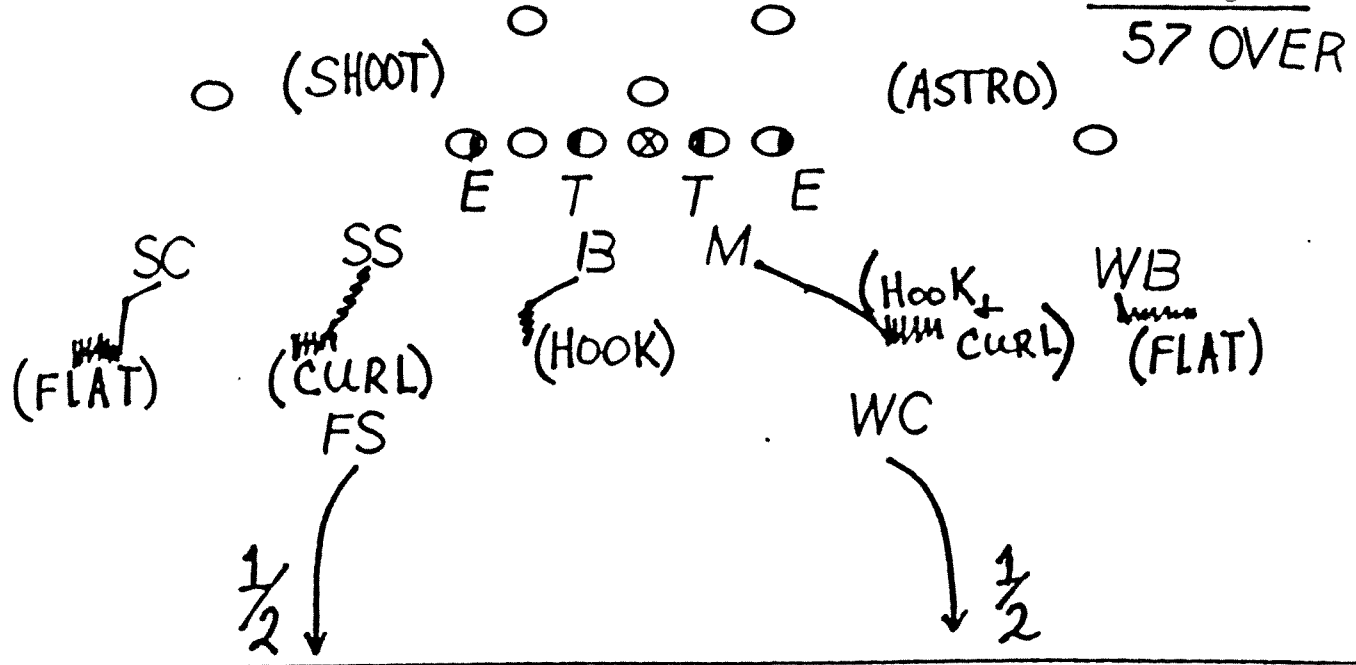 57 OVER
(SHOOT)
(ASTRO)
E T T E
SC SS B M WB
(HOOK+
CURL)
(HOOK)
(FLAT)
(FLAT)
(CURL)
FS WC
1/2 1/2